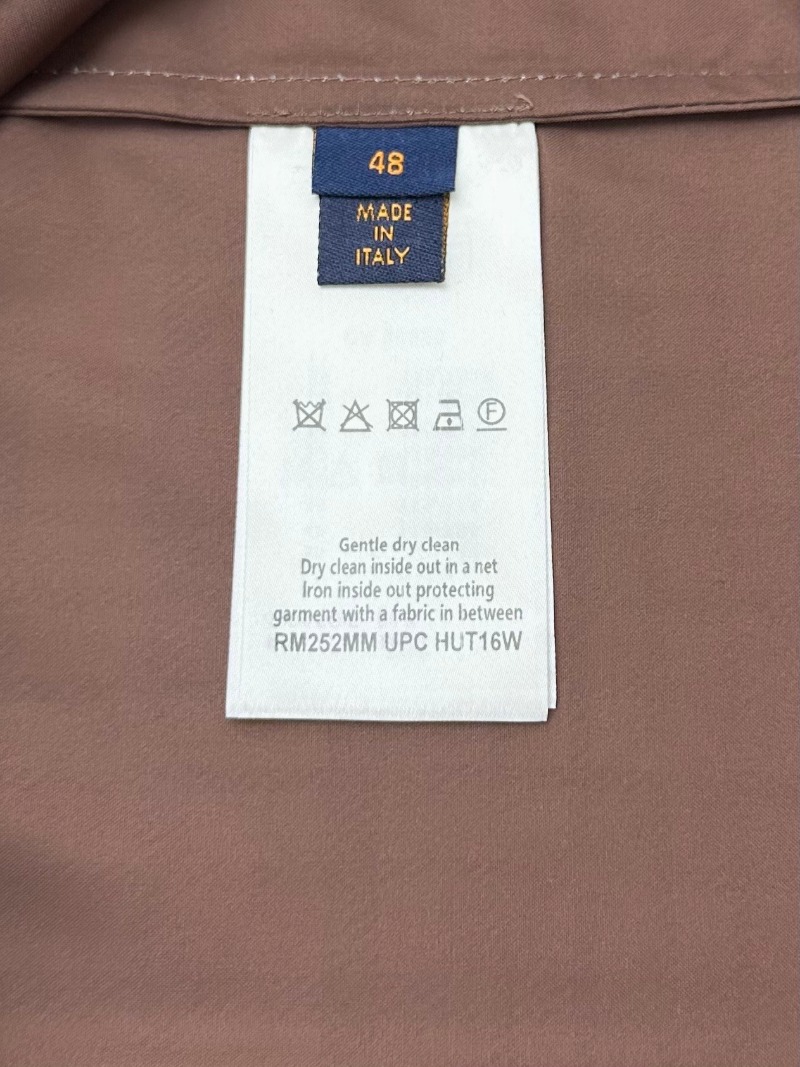 48
MADE
IN
ITALY
F
Gentle dry clean
Dry clean inside out in a net
Iron inside out protecting
garment with a fabric in between
RM252MM UPC HUT16W